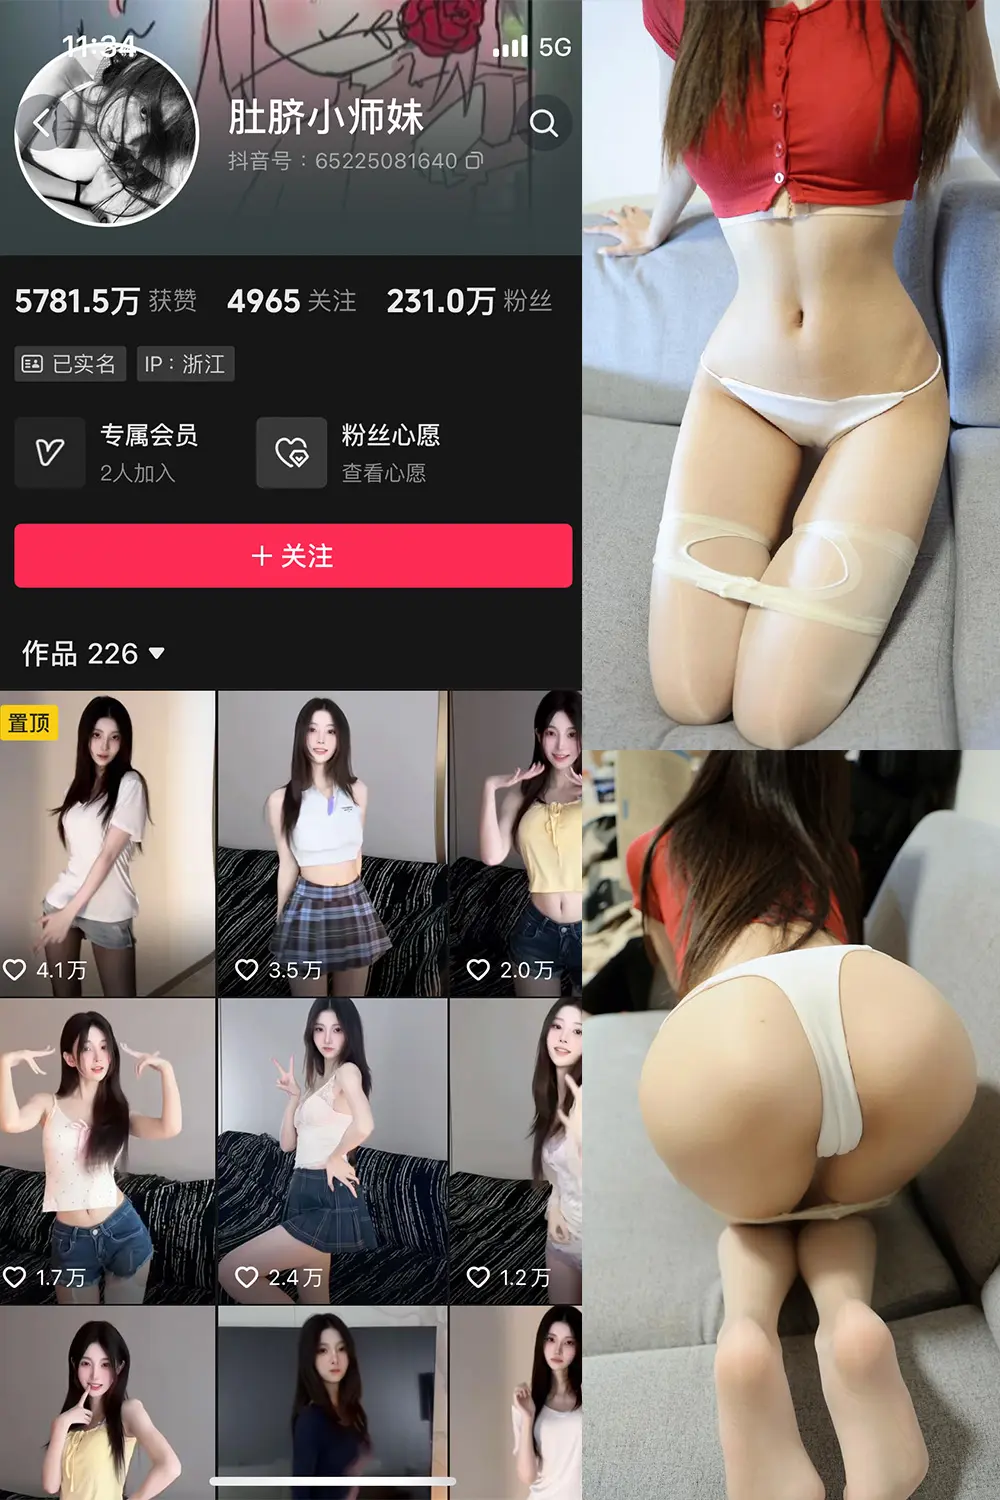 11:34
5G
肚脐小师妹
抖音号：65225081640
5781.5万 获赞 4965 关注 231.0万 粉丝
已实名 IP：浙江
专属会员
2人加入
粉丝心愿
查看心愿
＋关注
作品 226
置顶
4.1万
3.5万
2.0万
1.7万
2.4万
1.2万